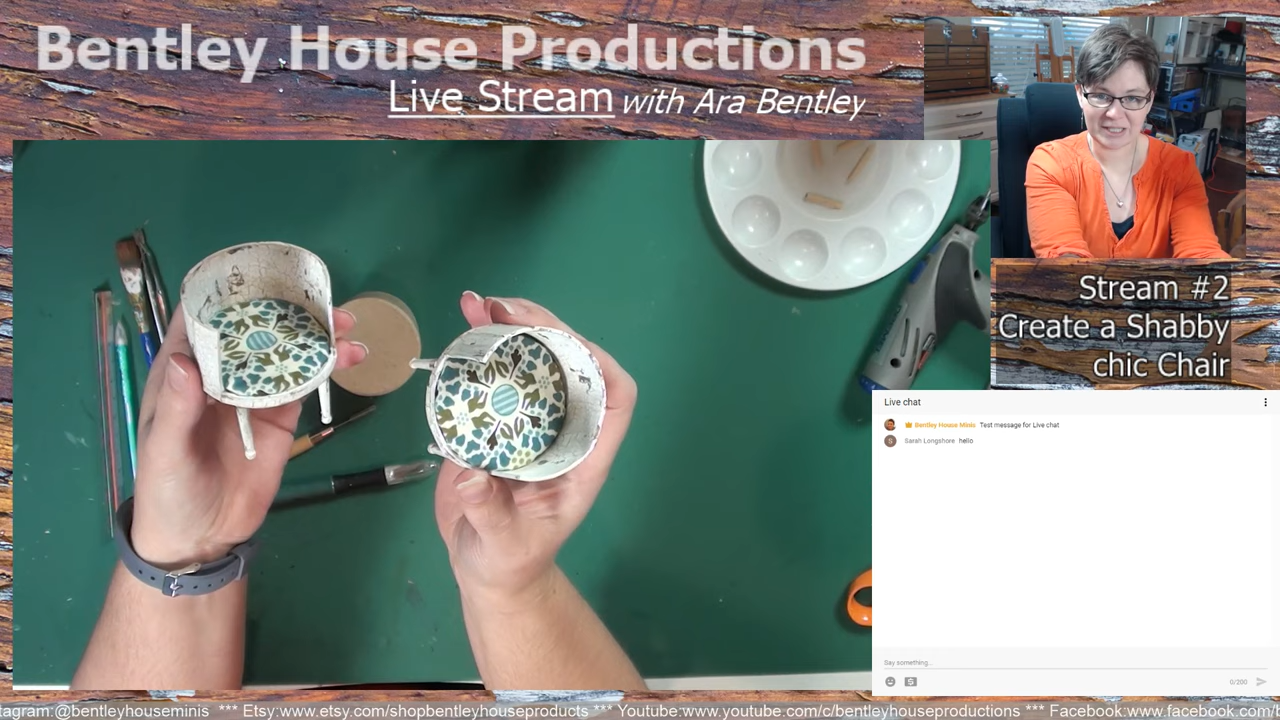 Bentley House Productions
Live Stream with Ara Bentley
Stream #2
Create a Shabby
chic Chair
Live chat
Bentley House Minis Test message for Live chat
S Sarah Longshore hello
Say something...
0/200
tagram:@bentleyhouseminis *** Etsy:www.etsy.com/shopbentleyhouseproducts *** Youtube:www.youtube.com/c/bentleyhouseproductions *** Facebook:www.facebook.com/